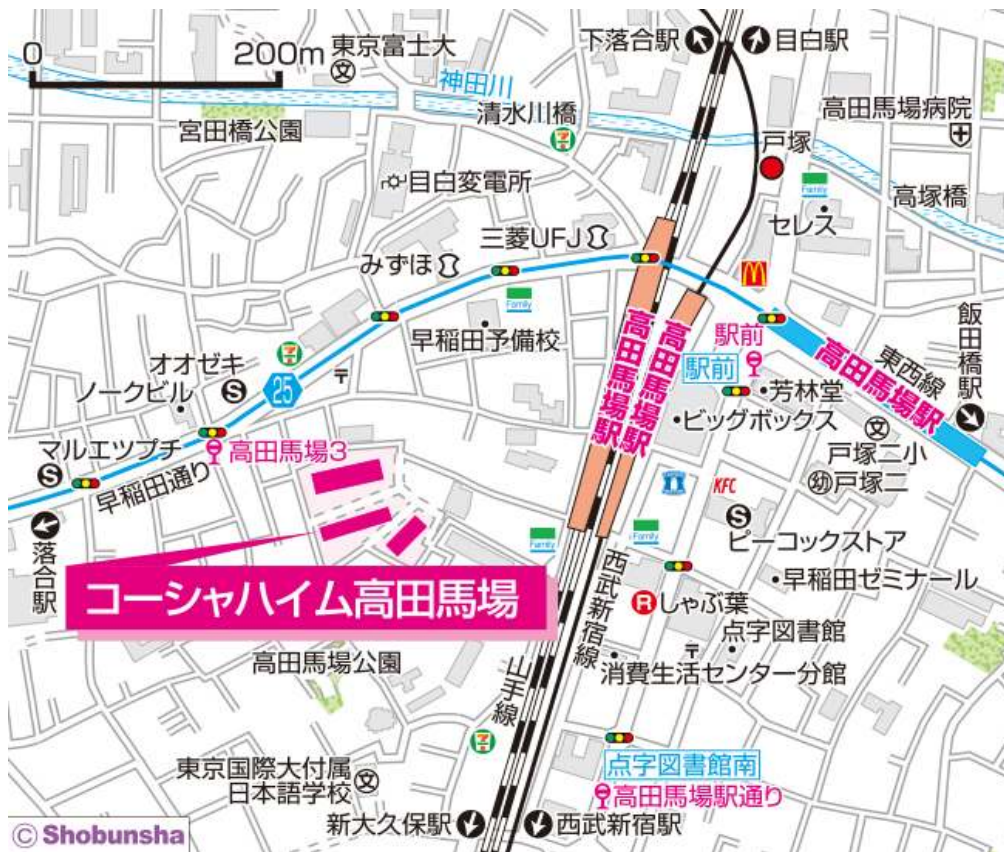 0 200m
東京富士大
神田川
宮田橋公園
清水川橋
下落合駅
目白駅
高田馬場病院
戸塚
高塚橋
目白変電所
Family
セレス
三菱UFJ
みずほ
Family
早稲田予備校
飯田橋駅
東西線
高田馬場駅
駅前
駅前
高田馬場駅
高田馬場駅
芳林堂
ビッグボックス
戸塚二小
幼戸塚二
オオゼキ
ノークビル
25
マルエツプチ
高田馬場3
早稲田通り
落合駅
KFC
ピーコックストア
Family
Family
早稲田ゼミナール
しゃぶ葉
点字図書館
消費生活センター分館
西武新宿線
山手線
コーシャハイム高田馬場
高田馬場公園
東京国際大付属
日本語学校
点字図書館南
高田馬場駅通り
新大久保駅
西武新宿駅
© Shobunsha